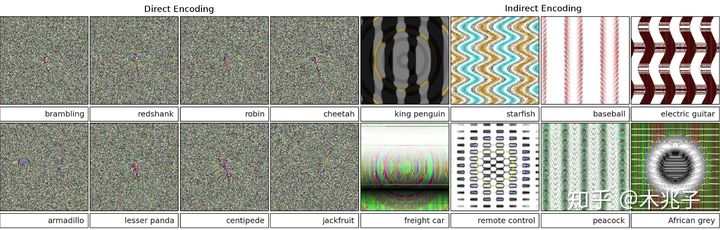 Direct Encoding
Indirect Encoding
brambling
redshank
robin
cheetah
king penguin
starfish
baseball
electric guitar
armadillo
lesser panda
centipede
jackfruit
freight car
remote control
peacock
African grey
知乎 @木兆子